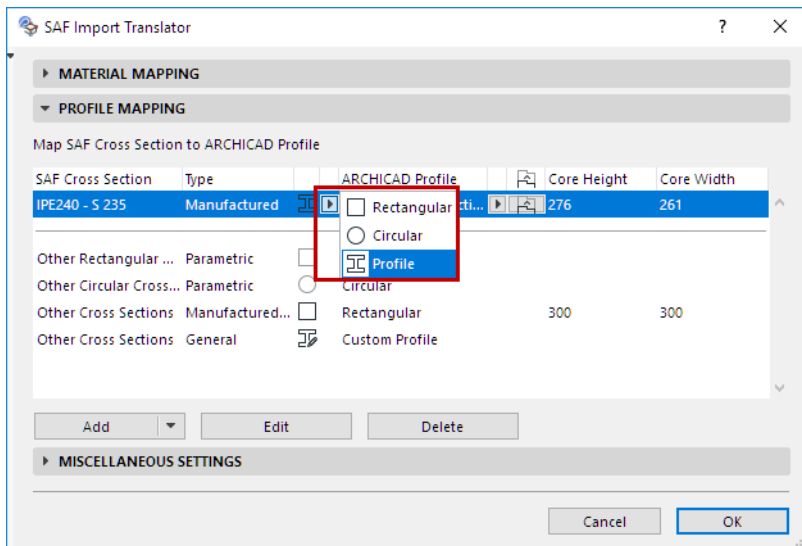 SAF Import Translator ?
MATERIAL MAPPING
PROFILE MAPPING
Map SAF Cross Section to ARCHICAD Profile
SAF Cross Section Type ARCHICAD Profile Core Height Core Width
IPE240 - S 235 Manufactured cti... 276 261
Rectangular
Circular
Profile
Other Rectangular ... Parametric
Other Circular Cross... Parametric Circular
Other Cross Sections Manufactured... Rectangular 300 300
Other Cross Sections General Custom Profile
Add Edit Delete
MISCELLANEOUS SETTINGS
Cancel OK